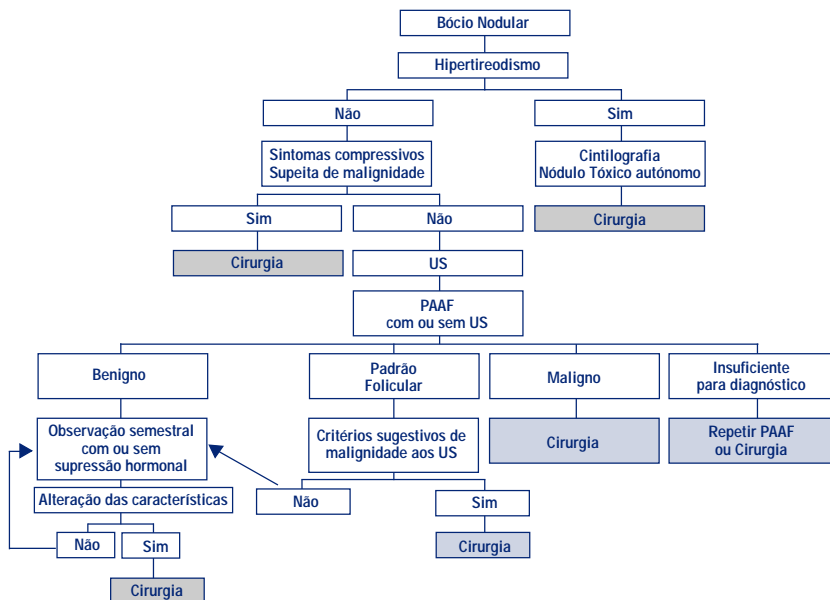 Bócio Nodular
Hipertireodismo
Não
Sim
Sintomas compressivos
Supeita de malignidade
Cintilografia
Nódulo Tóxico autónomo
Sim
Não
Cirurgia
Cirurgia
US
PAAF
com ou sem US
Benigno
Padrão
Folicular
Maligno
Insuficiente
para diagnóstico
Observação semestral
com ou sem
supressão hormonal
Critérios sugestivos de
malignidade aos US
Cirurgia
Repetir PAAF
ou Cirurgia
Alteração das características
Não
Sim
Não
Sim
Cirurgia
Cirurgia